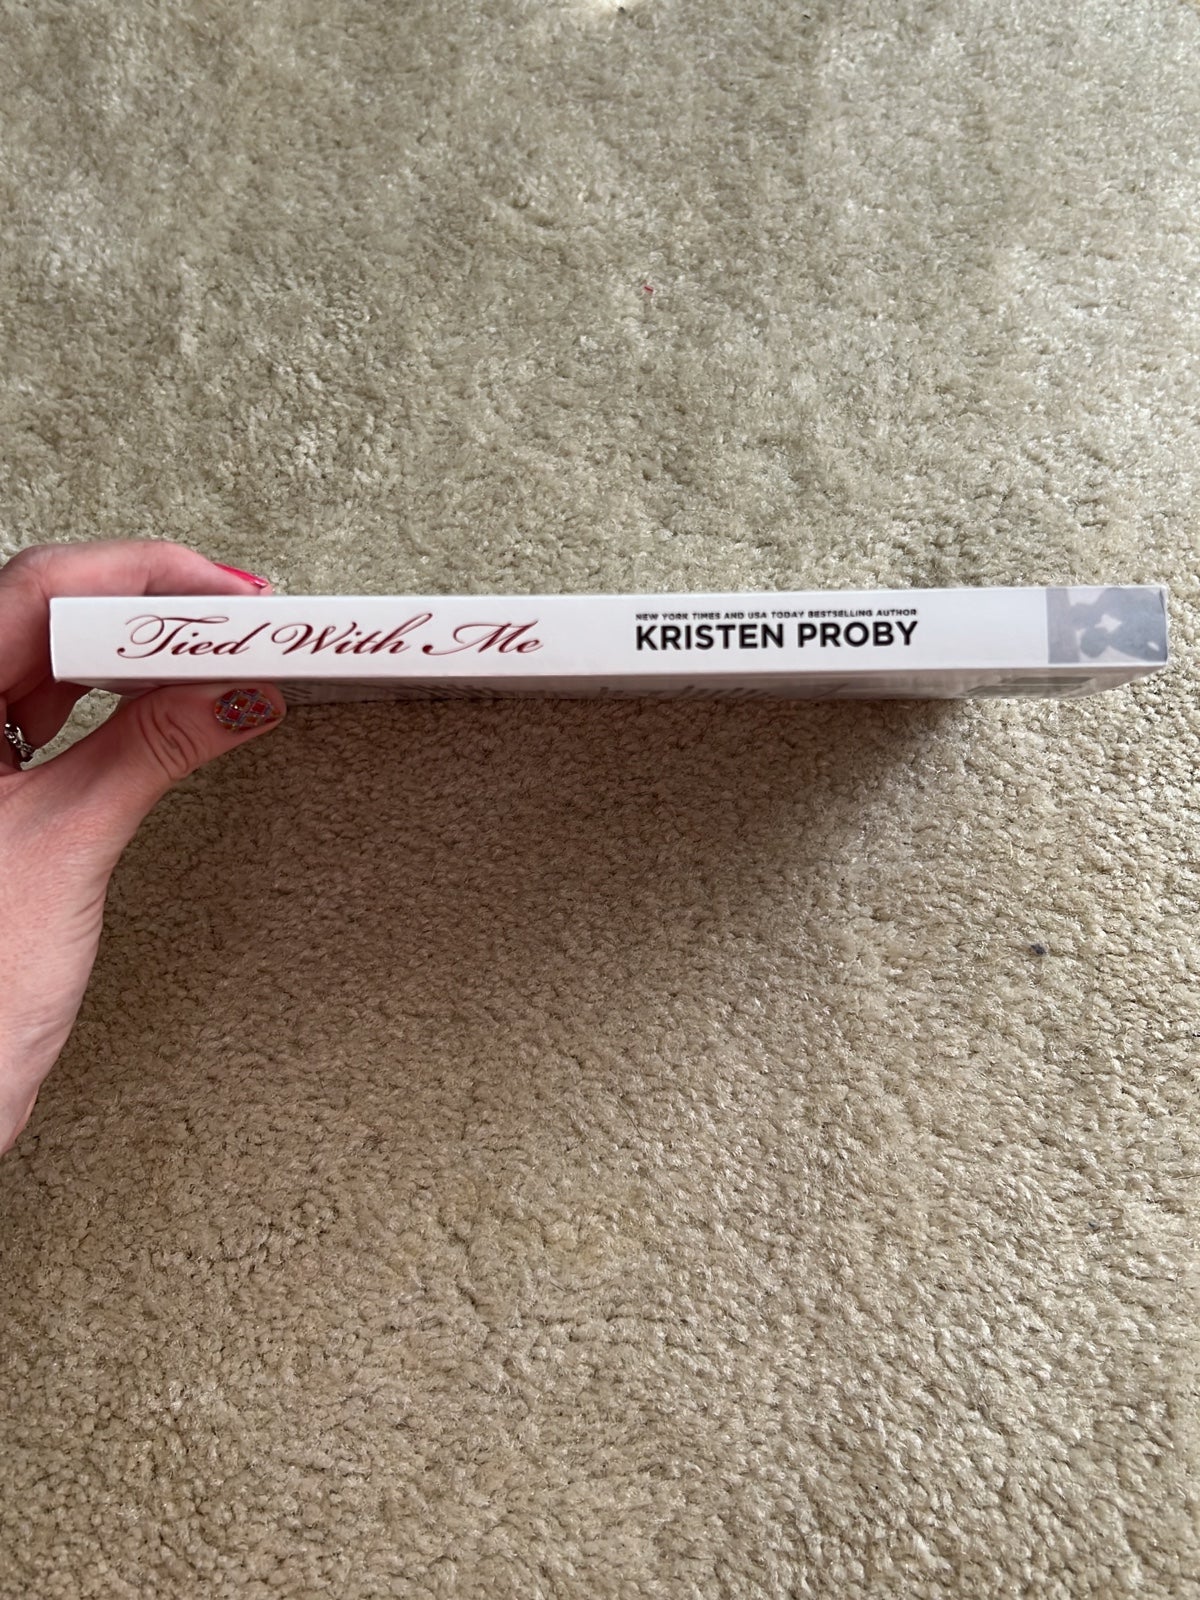 Tied With Me
NEW YORK TIMES AND USA TODAY BESTSELLING AUTHOR
KRISTEN PROBY